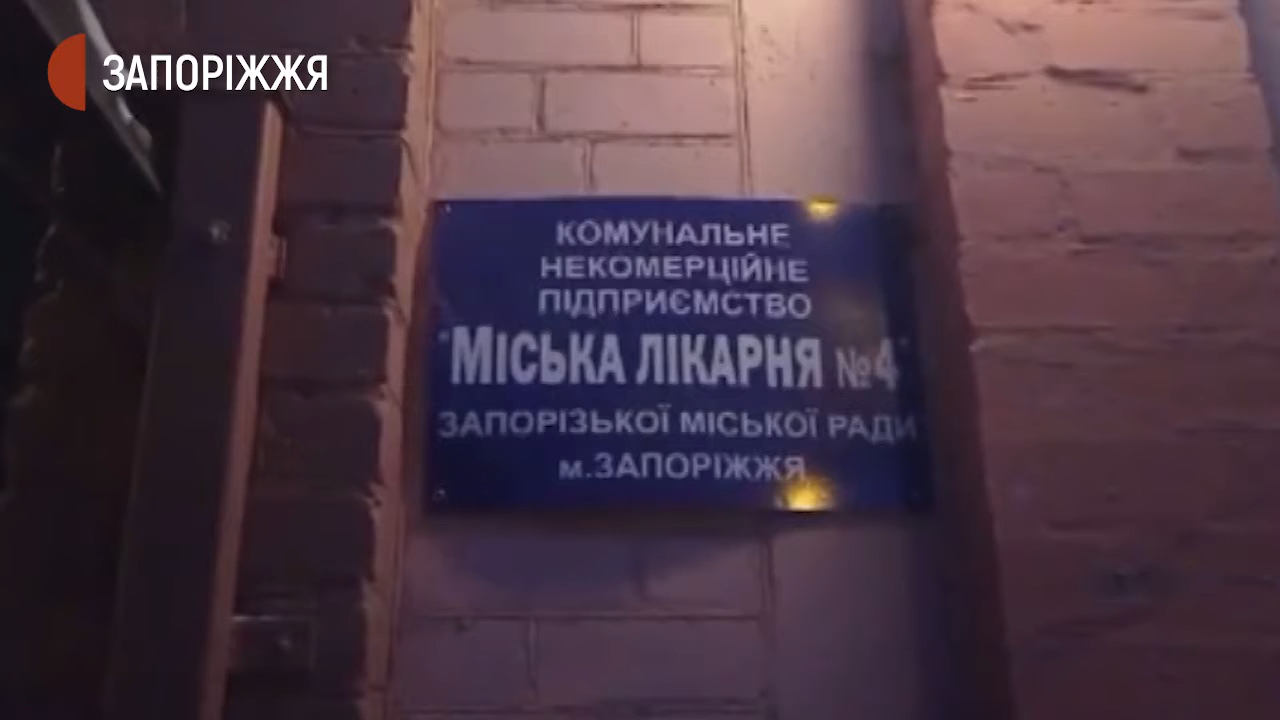 ЗАПОРІЖЖЯ
КОМУНАЛЬНЕ
НЕКОМЕРЦІЙНЕ
ПІДПРИЄМСТВО
"МІСЬКА ЛІКАРНЯ №4"
ЗАПОРІЗЬКОЇ МІСЬКОЇ РАДИ
м.ЗАПОРІЖЖЯ